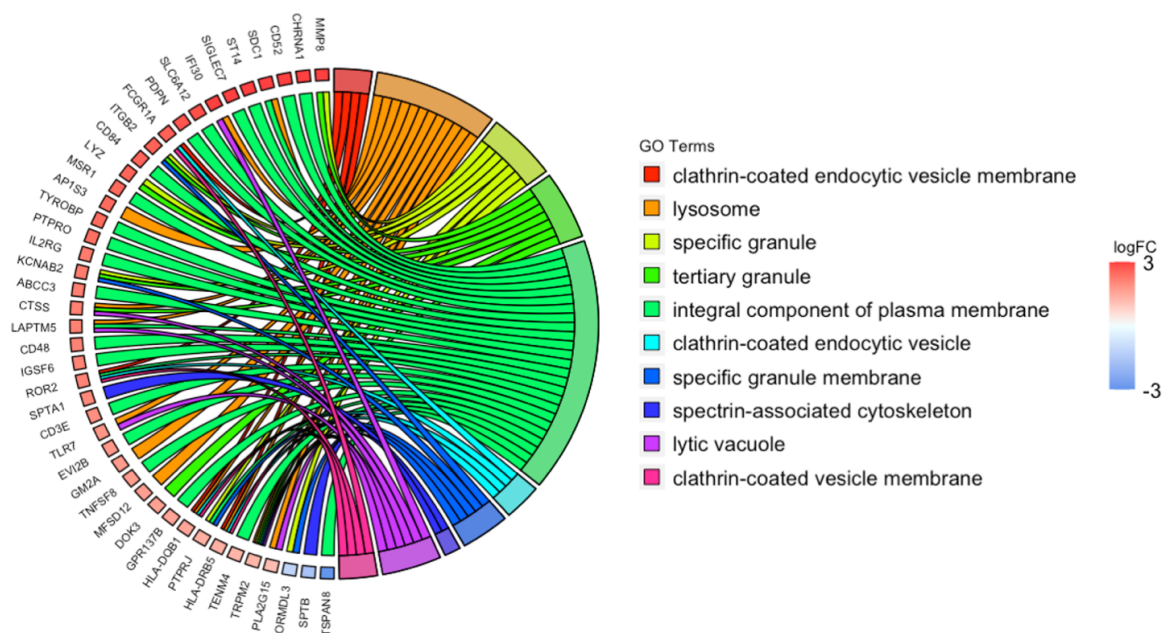 MMP8
CHRNA1
CD52
SDC1
ST14
SIGLEC7
IFI30
SLC6A12
PDPN
FCGR1A
ITGB2
CD84
LYZ
MSR1
AP1S3
TYROBP
PTPRO
IL2RG
KCNAB2
ABCC3
CTSS
LAPTM5
CD48
IGSF6
ROR2
SPTA1
CD3E
TLR7
EVI2B
GM2A
TNFSF8
MFSD12
DOK3
GPR137B
HLA-DQB1
PTPRJ
HLA-DRB5
TENM4
TRPM2
PLA2G15
ORMDL3
SPTB
TSPAN8
GO Terms
clathrin-coated endocytic vesicle membrane
lysosome
specific granule
tertiary granule
integral component of plasma membrane
clathrin-coated endocytic vesicle
specific granule membrane
spectrin-associated cytoskeleton
lytic vacuole
clathrin-coated vesicle membrane
logFC
3
-3